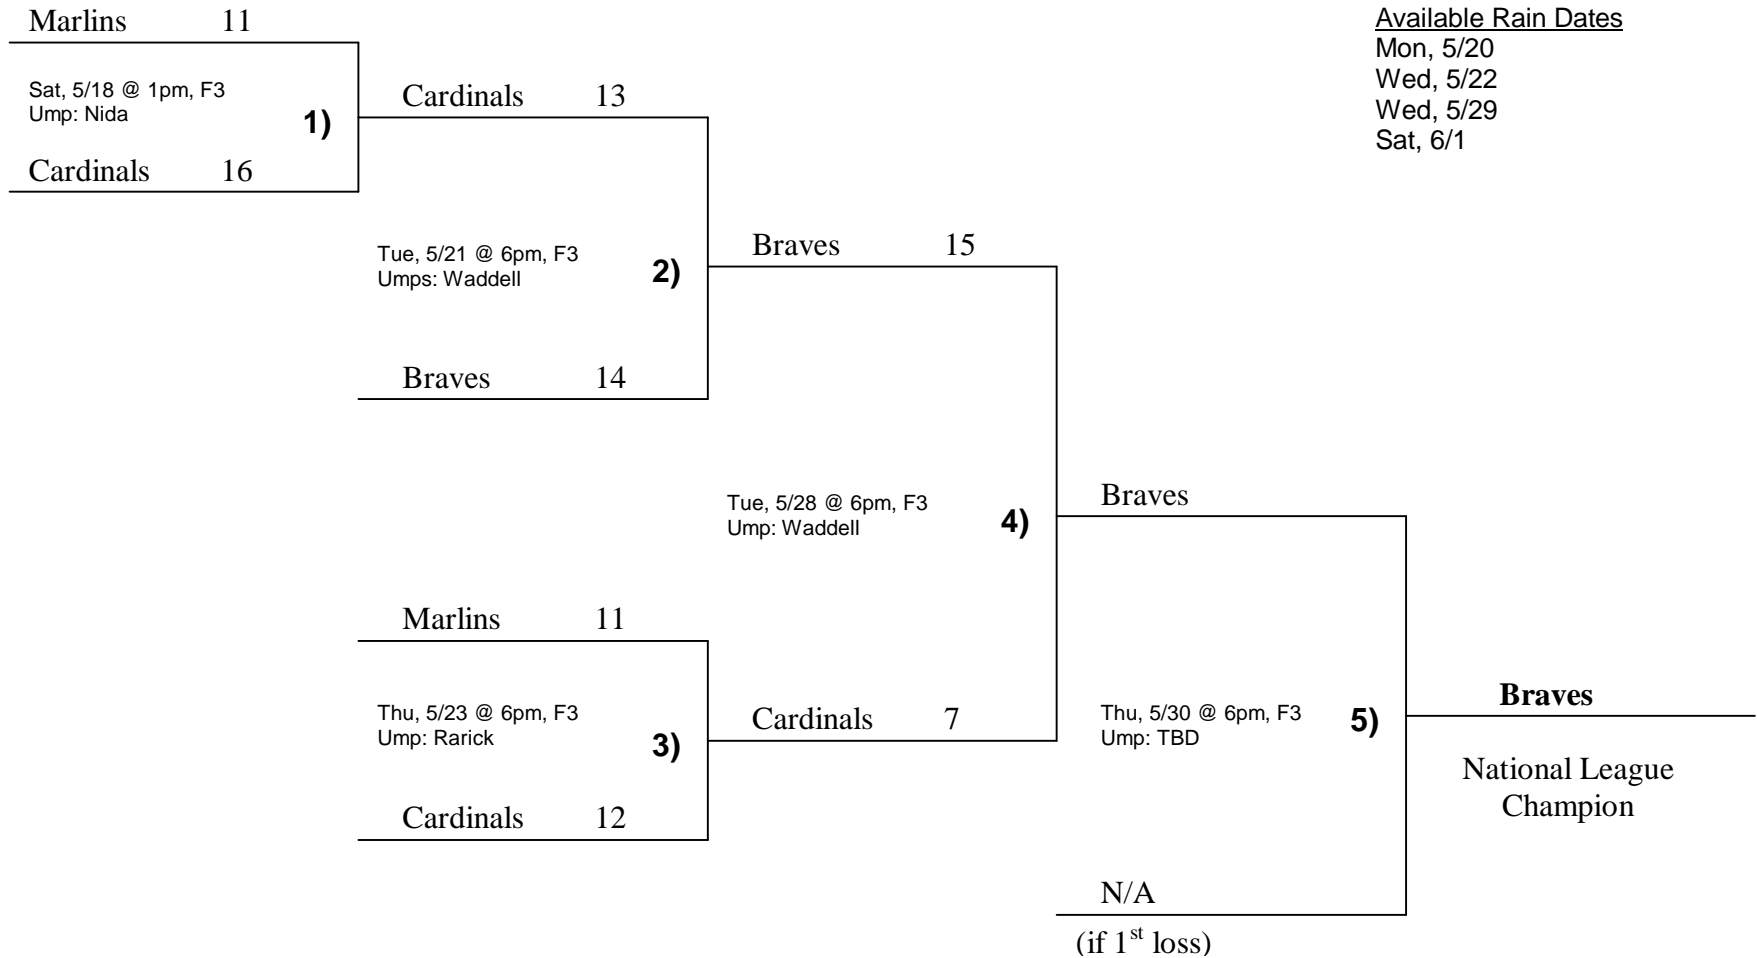 Marlins 11
Sat, 5/18 @ 1pm, F3
Ump: Nida
1)
Cardinals 16
Cardinals 13
Tue, 5/21 @ 6pm, F3
Umps: Waddell
2)
Braves 14
Braves 15
Tue, 5/28 @ 6pm, F3
Ump: Waddell
4)
Marlins 11
Thu, 5/23 @ 6pm, F3
Ump: Rarick
3)
Cardinals 12
Cardinals 7
Braves
Thu, 5/30 @ 6pm, F3
Ump: TBD
5)
N/A
(if 1st loss)
Braves
National League
Champion
Available Rain Dates
Mon, 5/20
Wed, 5/22
Wed, 5/29
Sat, 6/1